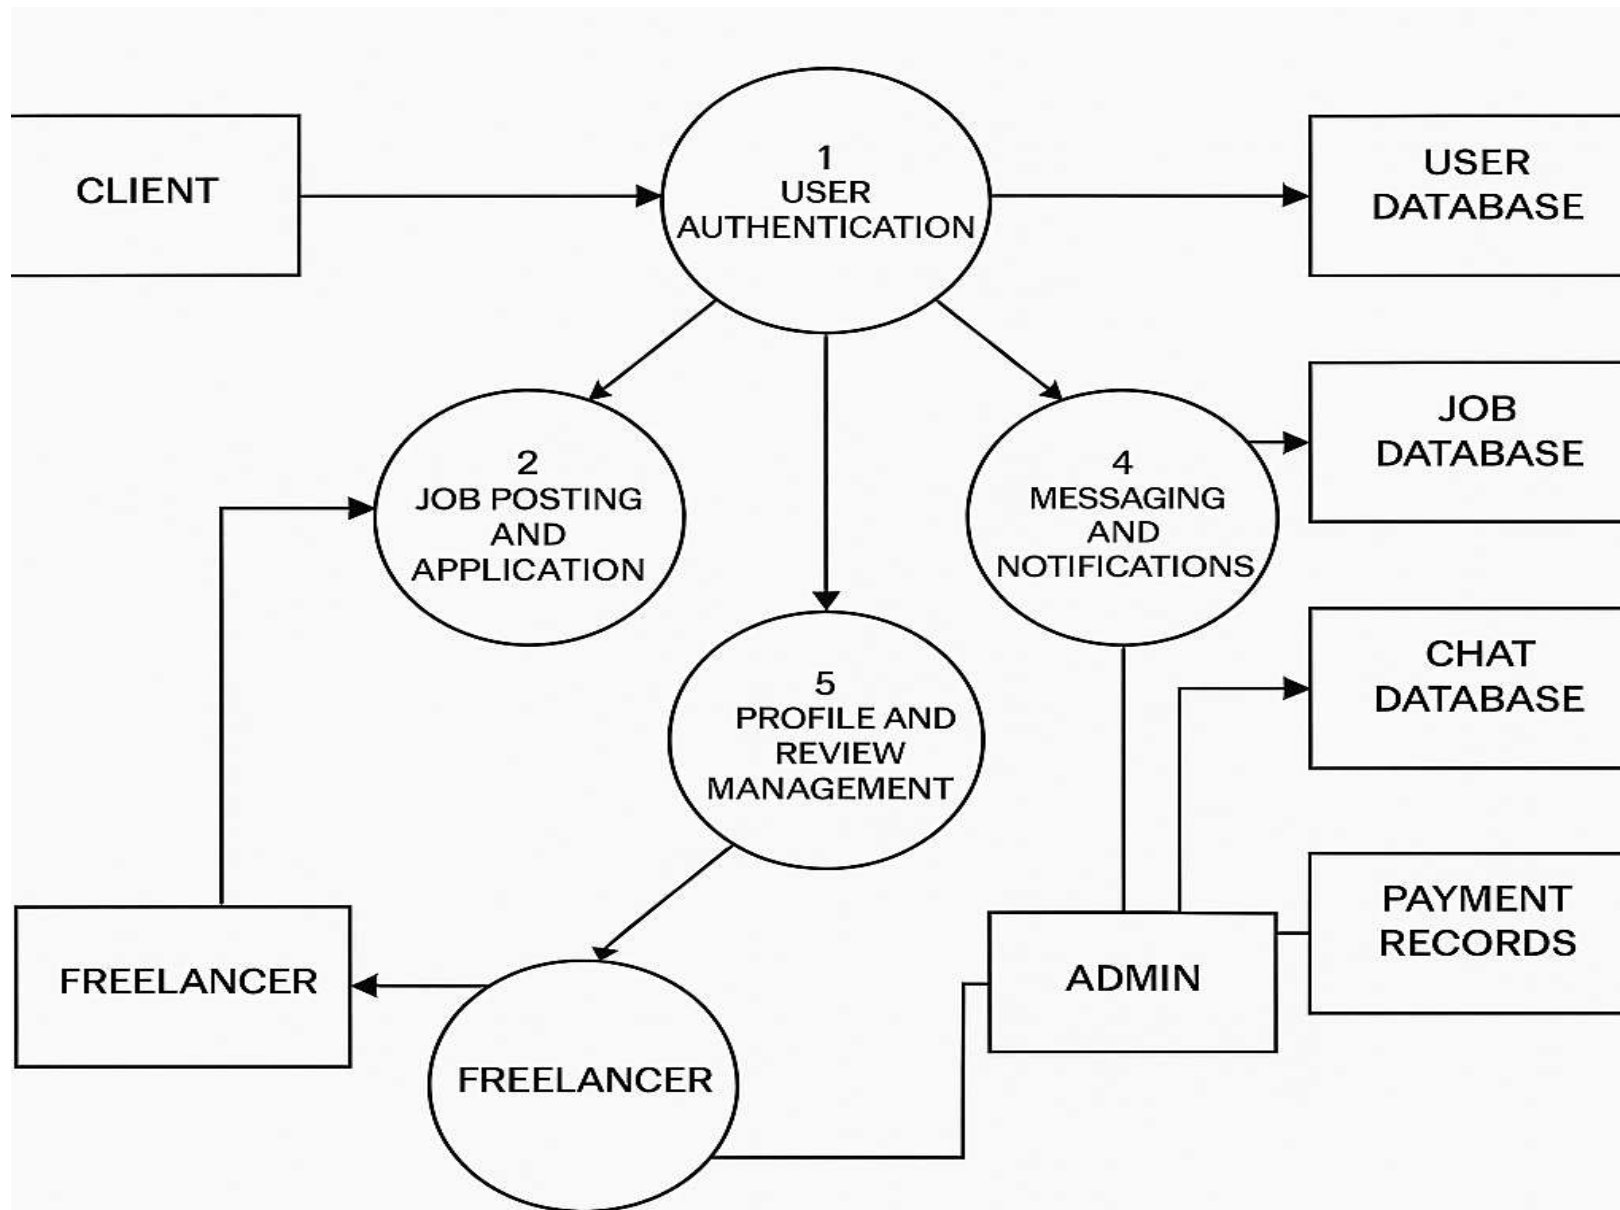 CLIENT
1
USER
AUTHENTICATION
USER
DATABASE
2
JOB POSTING
AND
APPLICATION
4
MESSAGING
AND
NOTIFICATIONS
JOB
DATABASE
5
PROFILE AND
REVIEW
MANAGEMENT
CHAT
DATABASE
FREELANCER
FREELANCER
ADMIN
PAYMENT
RECORDS